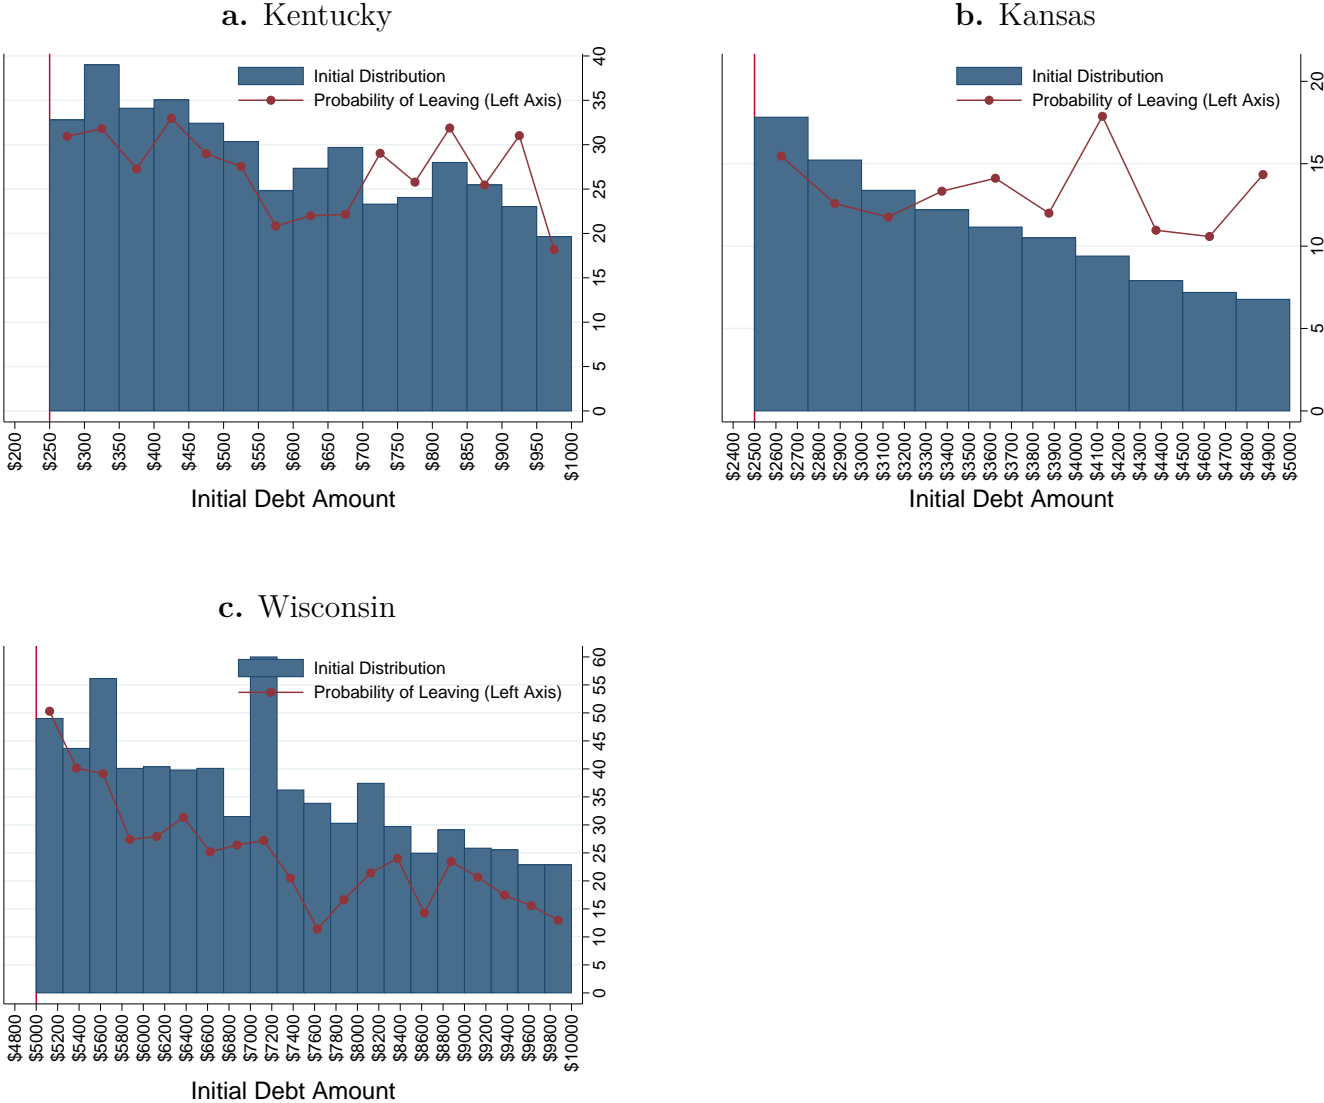 a. Kentucky
Initial Distribution
Probability of Leaving (Left Axis)
0 5 10 15 20 25 30 35 40
$200 $250 $300 $350 $400 $450 $500 $550 $600 $650 $700 $750 $800 $850 $900 $950 $1000
Initial Debt Amount
b. Kansas
Initial Distribution
Probability of Leaving (Left Axis)
0 5 10 15 20
$2400 $2500 $2700 $2800 $2900 $3000 $3100 $3200 $3300 $3400 $3500 $3600 $3700 $3800 $3900 $4000 $4100 $4300 $4400 $4500 $4600 $4700 $4800 $4900 $5000
Initial Debt Amount
c. Wisconsin
Initial Distribution
Probability of Leaving (Left Axis)
0 5 10 15 20 25 30 35 40 45 50 55 60
$4800 $5000 $5200 $5400 $5600 $5800 $6000 $6200 $6400 $6600 $6800 $7000 $7200 $7400 $7600 $7800 $8000 $8200 $8400 $8600 $8800 $9000 $9200 $9400 $9600 $9800 $10000
Initial Debt Amount